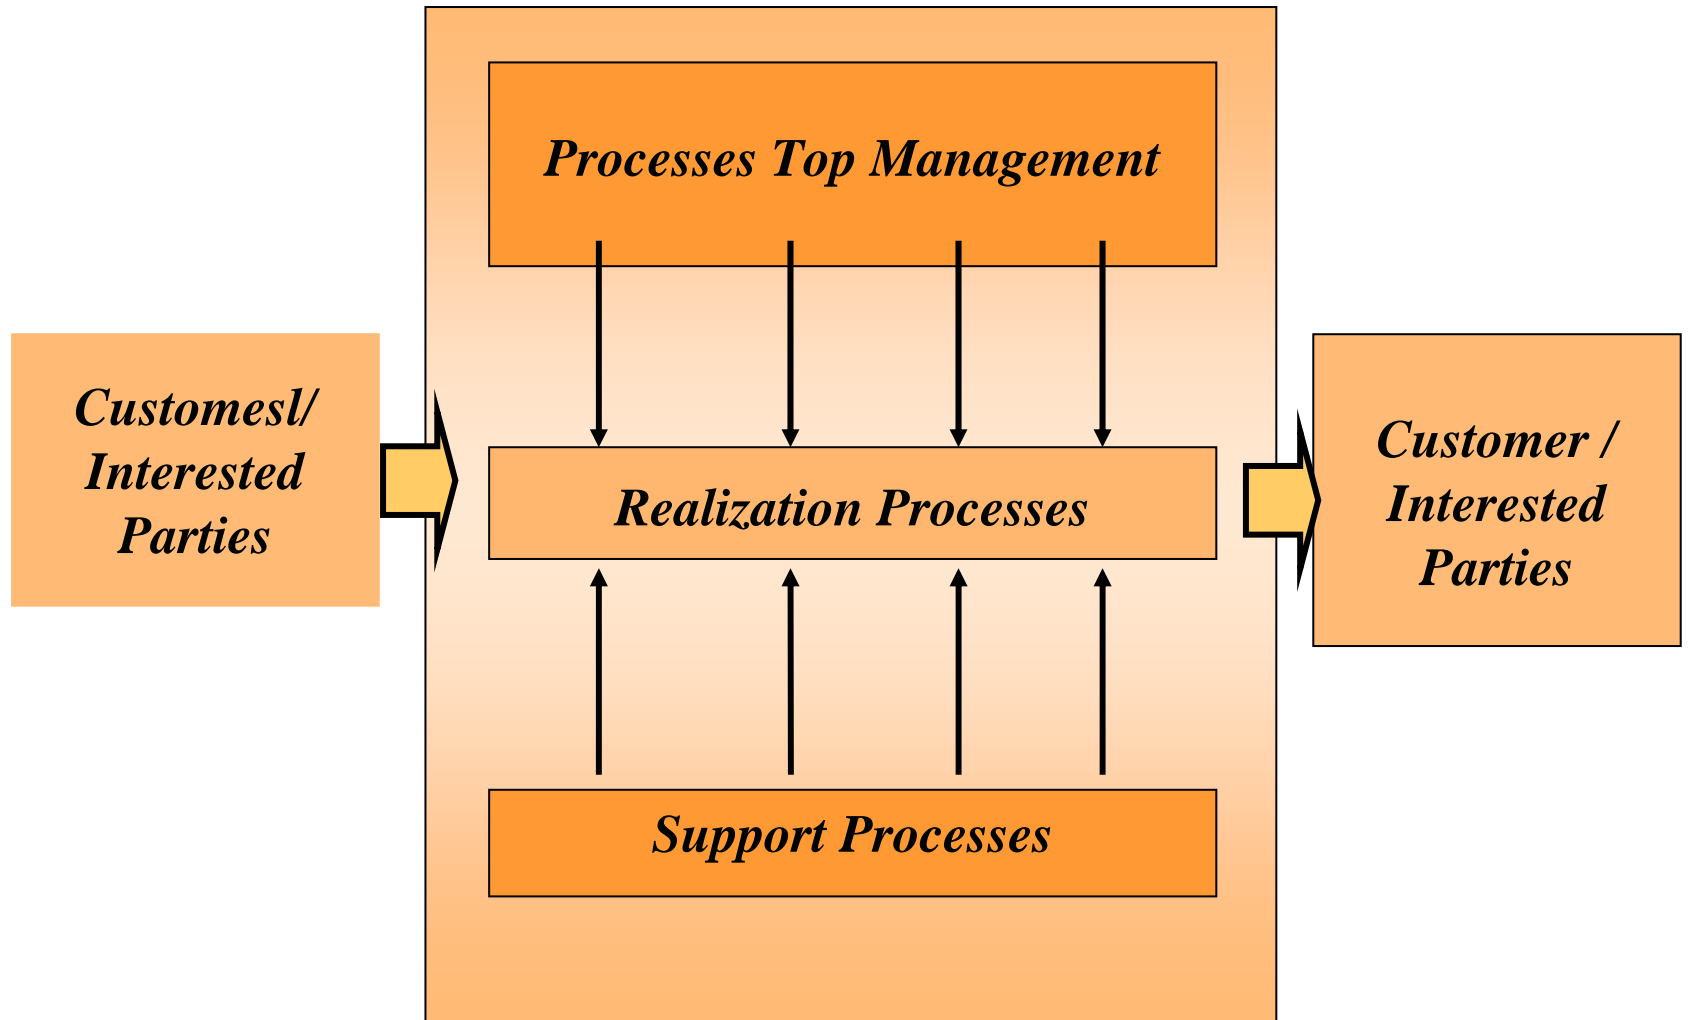 Processes Top Management
Customesl/
Interested
Parties
Realization Processes
Customer /
Interested
Parties
Support Processes